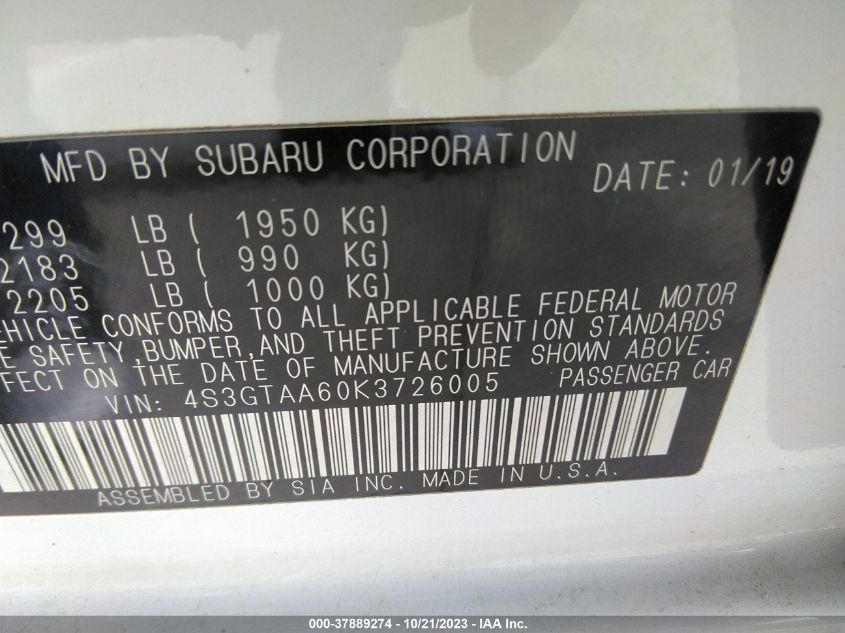 MFD BY SUBARU CORPORATION DATE: 01/19
299 LB ( 1950 KG)
2183 LB ( 990 KG)
2205 LB ( 1000 KG)
EHICLE CONFORMS TO ALL APPLICABLE FEDERAL MOTOR
E SAFETY,BUMPER,AND THEFT PREVENTION STANDARDS
FFECT ON THE DATE OF MANUFACTURE SHOWN ABOVE.
VIN: 4S3GTAA60K3726005 PASSENGER CAR
ASSEMBLED BY SIA INC. MADE IN U.S.A.
000-37889274 - 10/21/2023 - IAA Inc.